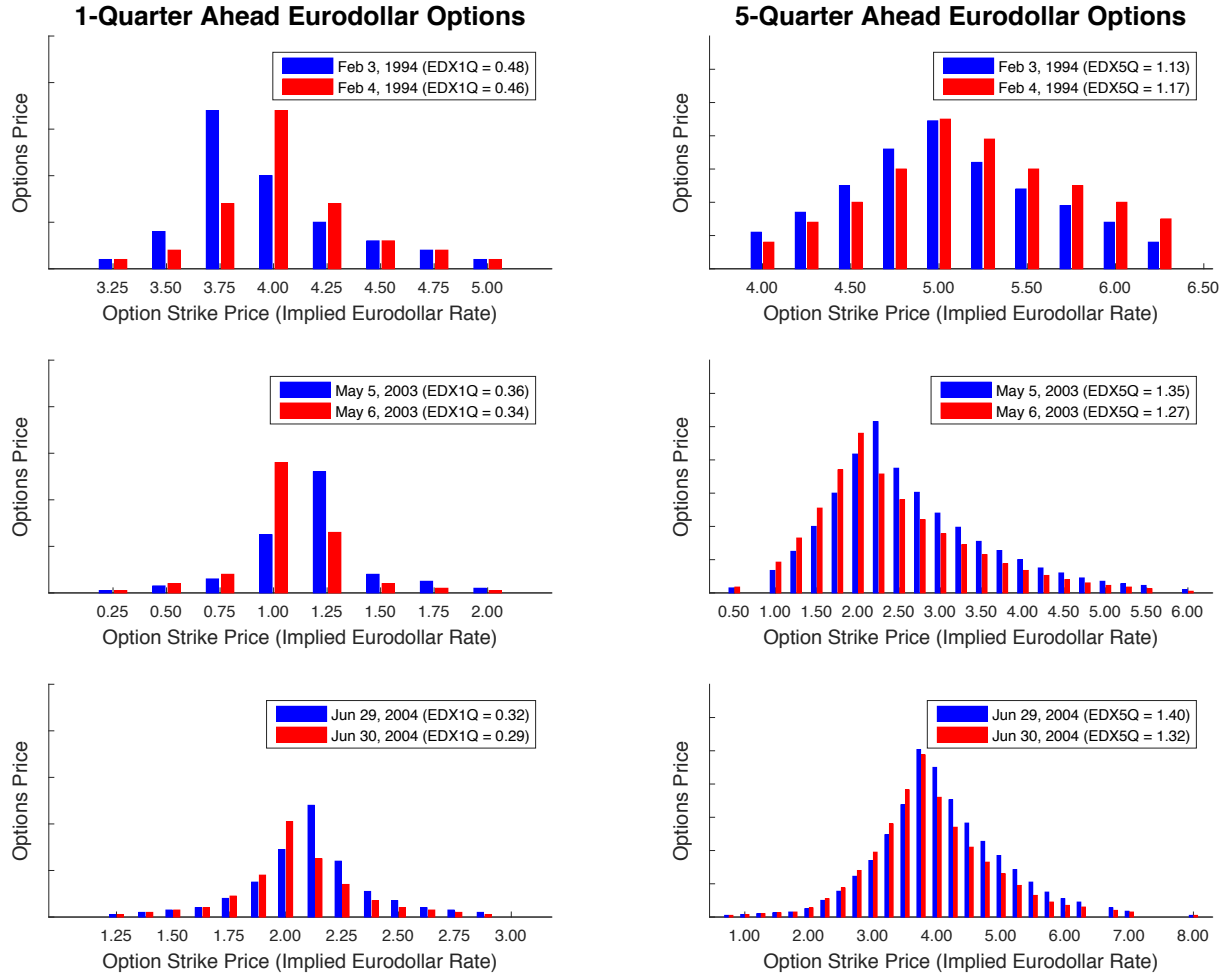 1-Quarter Ahead Eurodollar Options
5-Quarter Ahead Eurodollar Options
Options Price
Feb 3, 1994 (EDX1Q = 0.48)
Feb 4, 1994 (EDX1Q = 0.46)
3.25 3.50 3.75 4.00 4.25 4.50 4.75 5.00
Option Strike Price (Implied Eurodollar Rate)
Options Price
Feb 3, 1994 (EDX5Q = 1.13)
Feb 4, 1994 (EDX5Q = 1.17)
4.00 4.50 5.00 5.50 6.00 6.50
Option Strike Price (Implied Eurodollar Rate)
Options Price
May 5, 2003 (EDX1Q = 0.36)
May 6, 2003 (EDX1Q = 0.34)
0.25 0.50 0.75 1.00 1.25 1.50 1.75 2.00
Option Strike Price (Implied Eurodollar Rate)
Options Price
May 5, 2003 (EDX5Q = 1.35)
May 6, 2003 (EDX5Q = 1.27)
0.50 1.00 1.50 2.00 2.50 3.00 3.50 4.00 4.50 5.00 5.50 6.00
Option Strike Price (Implied Eurodollar Rate)
Options Price
Jun 29, 2004 (EDX1Q = 0.32)
Jun 30, 2004 (EDX1Q = 0.29)
1.25 1.50 1.75 2.00 2.25 2.50 2.75 3.00
Option Strike Price (Implied Eurodollar Rate)
Options Price
Jun 29, 2004 (EDX5Q = 1.40)
Jun 30, 2004 (EDX5Q = 1.32)
1.00 2.00 3.00 4.00 5.00 6.00 7.00 8.00
Option Strike Price (Implied Eurodollar Rate)